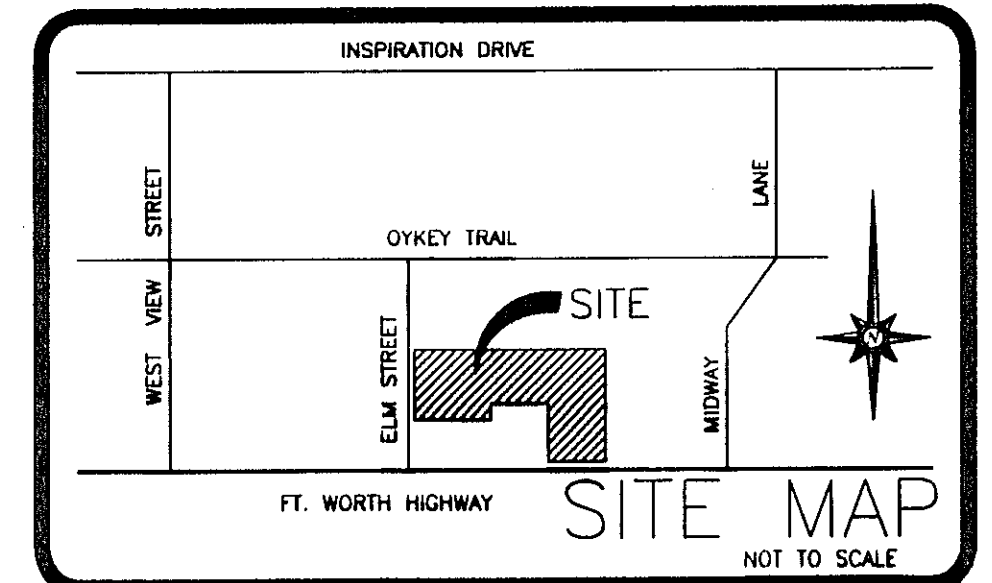 INSPIRATION DRIVE
WEST VIEW STREET
LANE
OYKEY TRAIL
SITE
ELM STREET
MIDWAY
N
FT. WORTH HIGHWAY
SITE MAP
NOT TO SCALE